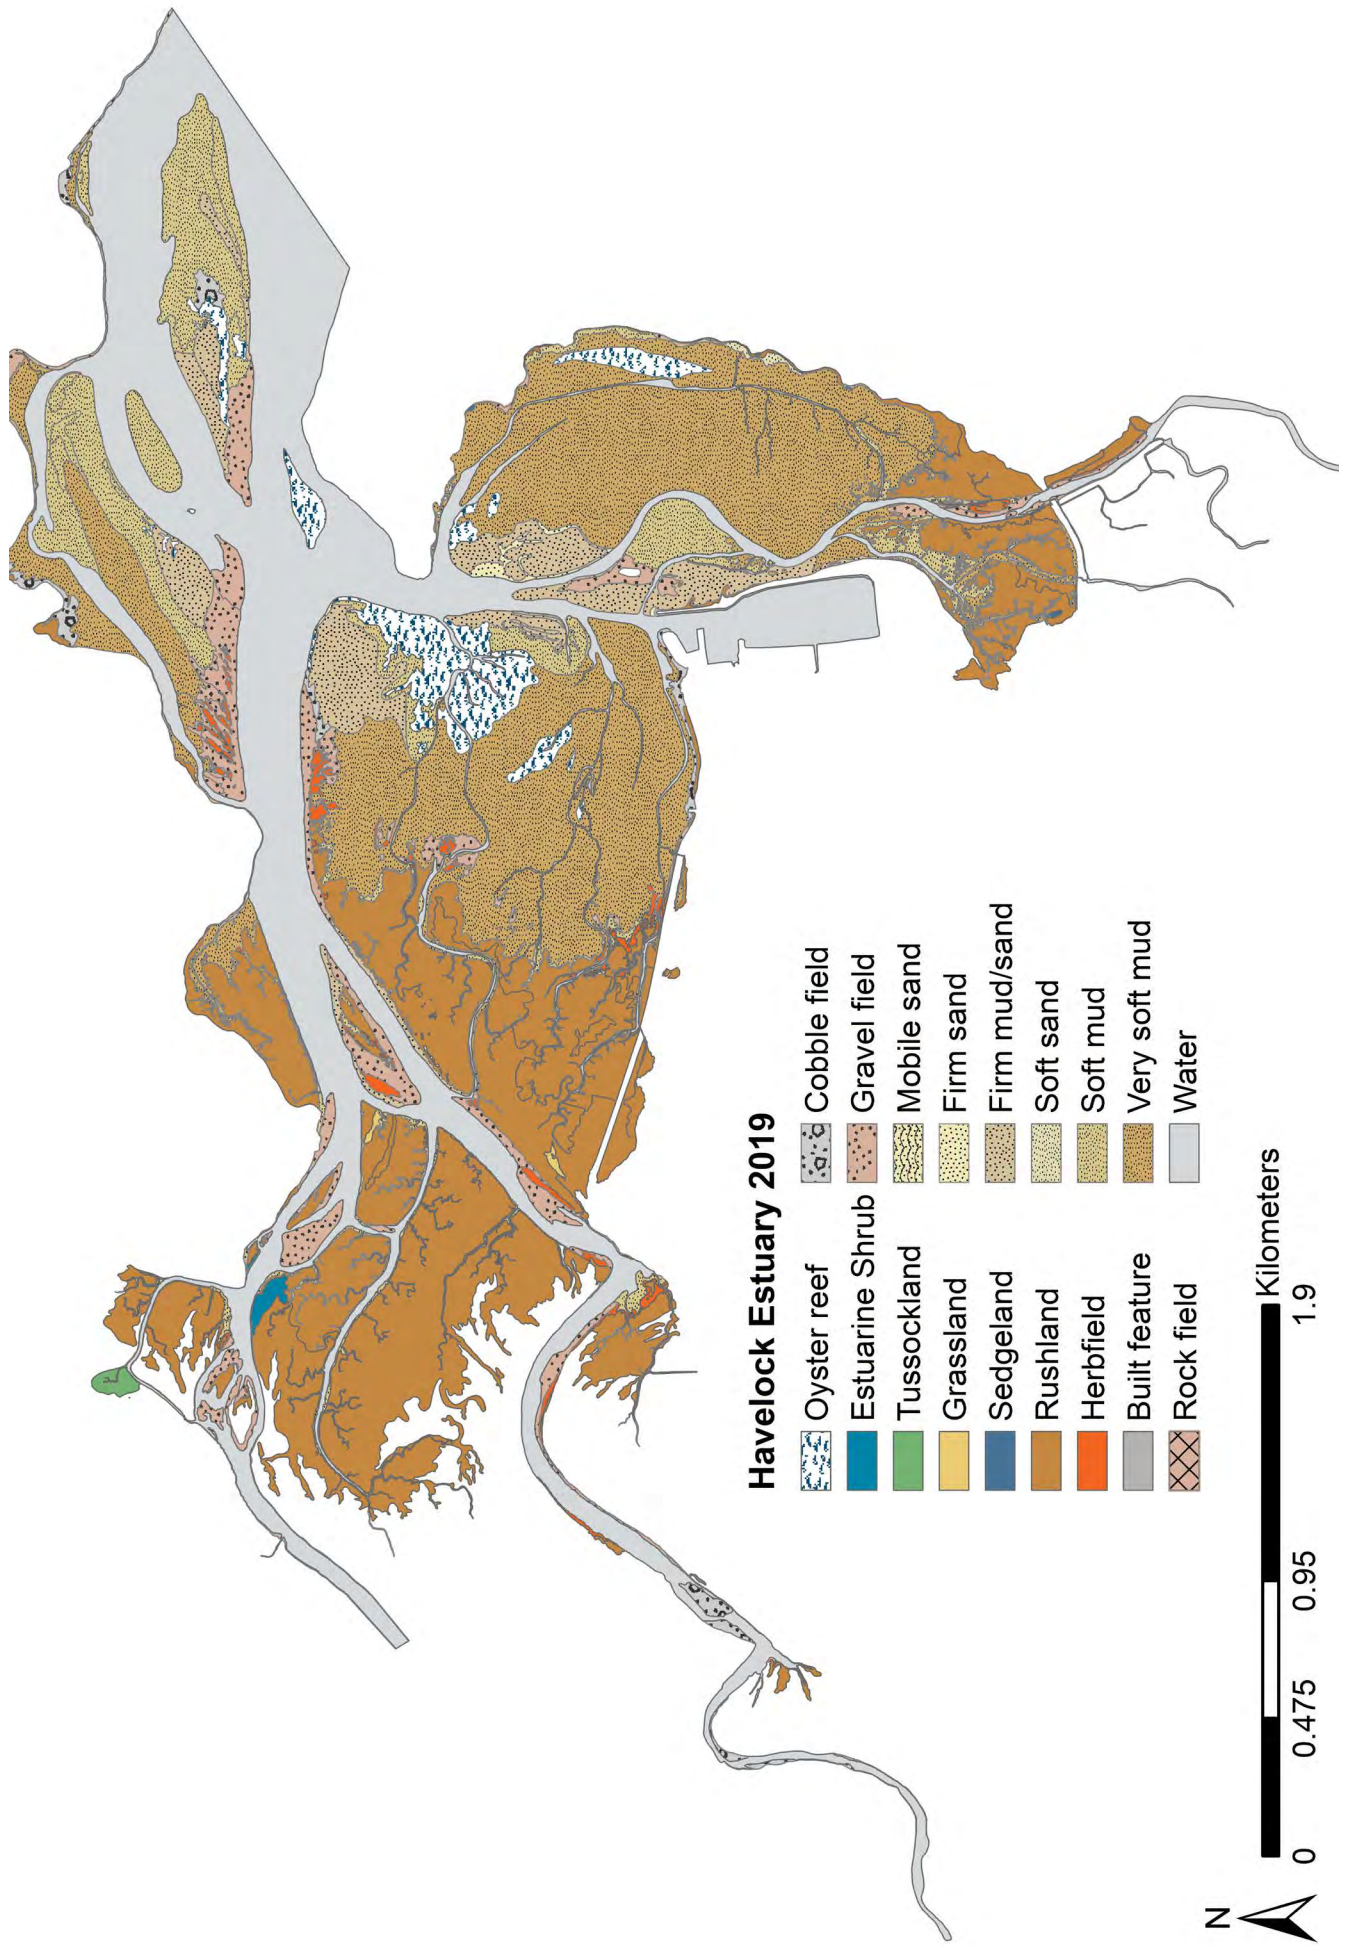 Havelock Estuary 2019
Oyster reef
Estuarine Shrub
Tussockland
Grassland
Sedgeland
Rushland
Herbfield
Built feature
Rock field
Cobble field
Gravel field
Mobile sand
Firm sand
Firm mud/sand
Soft sand
Soft mud
Very soft mud
Water
N
0 0.475 0.95 1.9
Kilometers